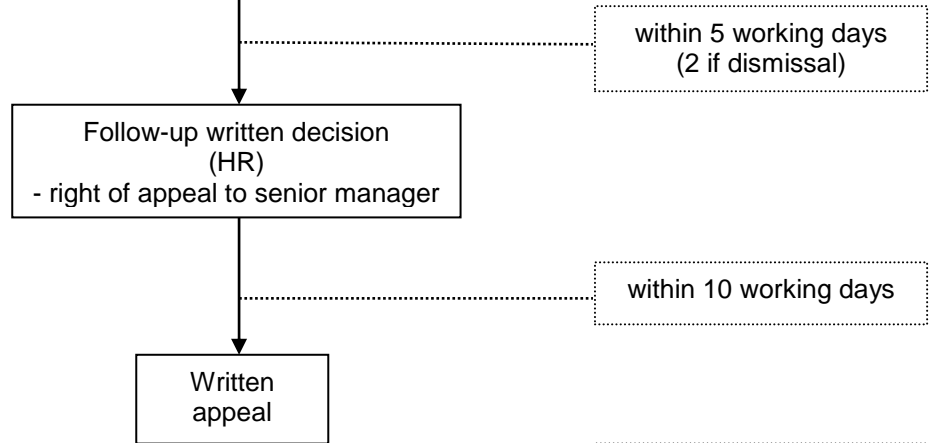 within 5 working days
(2 if dismissal)
Follow-up written decision
(HR)
- right of appeal to senior manager
within 10 working days
Written
appeal